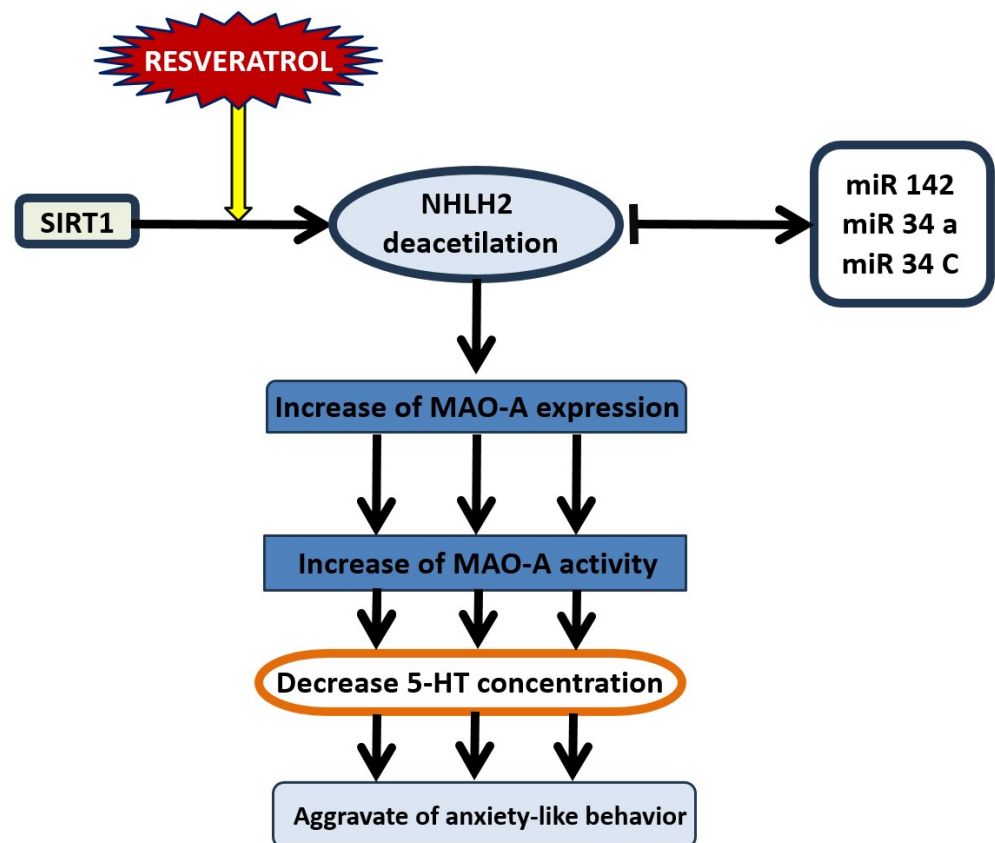 RESVERATROL
SIRT1
NHLH2
deacetilation
miR 142
miR 34 a
miR 34 C
Increase of MAO-A expression
Increase of MAO-A activity
Decrease 5-HT concentration
Aggravate of anxiety-like behavior